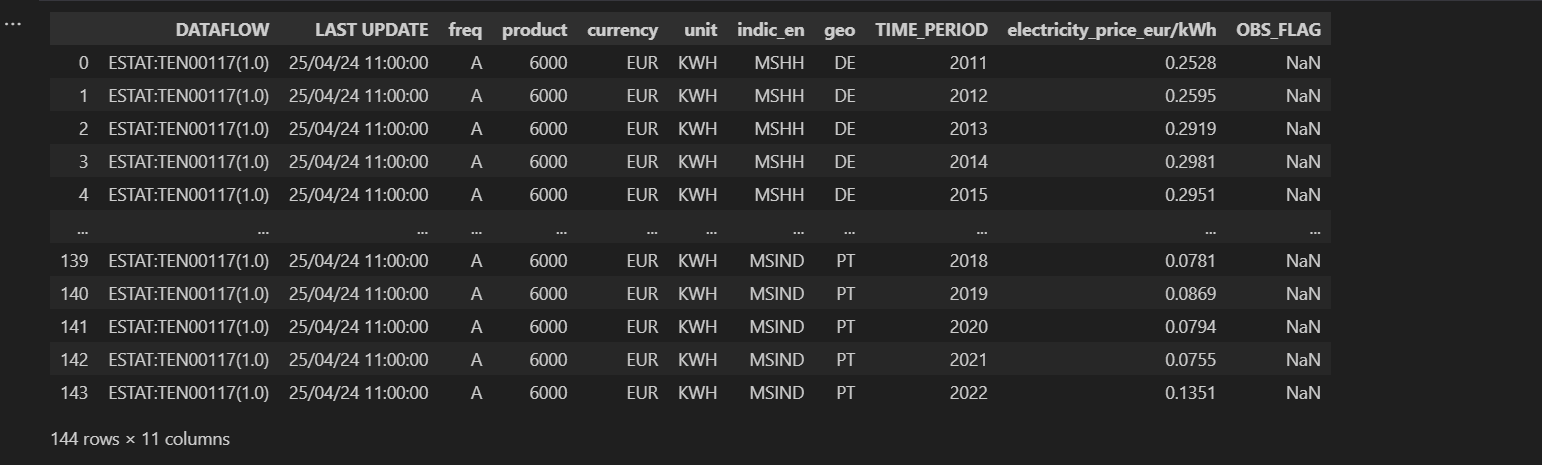 ...
DATAFLOW LAST UPDATE freq product currency unit indic_en geo TIME_PERIOD electricity_price_eur/kWh OBS_FLAG
0 ESTAT:TEN00117(1.0) 25/04/24 11:00:00 A 6000 EUR KWH MSHH DE 2011 0.2528 NaN
1 ESTAT:TEN00117(1.0) 25/04/24 11:00:00 A 6000 EUR KWH MSHH DE 2012 0.2595 NaN
2 ESTAT:TEN00117(1.0) 25/04/24 11:00:00 A 6000 EUR KWH MSHH DE 2013 0.2919 NaN
3 ESTAT:TEN00117(1.0) 25/04/24 11:00:00 A 6000 EUR KWH MSHH DE 2014 0.2981 NaN
4 ESTAT:TEN00117(1.0) 25/04/24 11:00:00 A 6000 EUR KWH MSHH DE 2015 0.2951 NaN
... ... ... ... ... ... ... ... ... ... ... ...
139 ESTAT:TEN00117(1.0) 25/04/24 11:00:00 A 6000 EUR KWH MSIND PT 2018 0.0781 NaN
140 ESTAT:TEN00117(1.0) 25/04/24 11:00:00 A 6000 EUR KWH MSIND PT 2019 0.0869 NaN
141 ESTAT:TEN00117(1.0) 25/04/24 11:00:00 A 6000 EUR KWH MSIND PT 2020 0.0794 NaN
142 ESTAT:TEN00117(1.0) 25/04/24 11:00:00 A 6000 EUR KWH MSIND PT 2021 0.0755 NaN
143 ESTAT:TEN00117(1.0) 25/04/24 11:00:00 A 6000 EUR KWH MSIND PT 2022 0.1351 NaN
144 rows × 11 columns